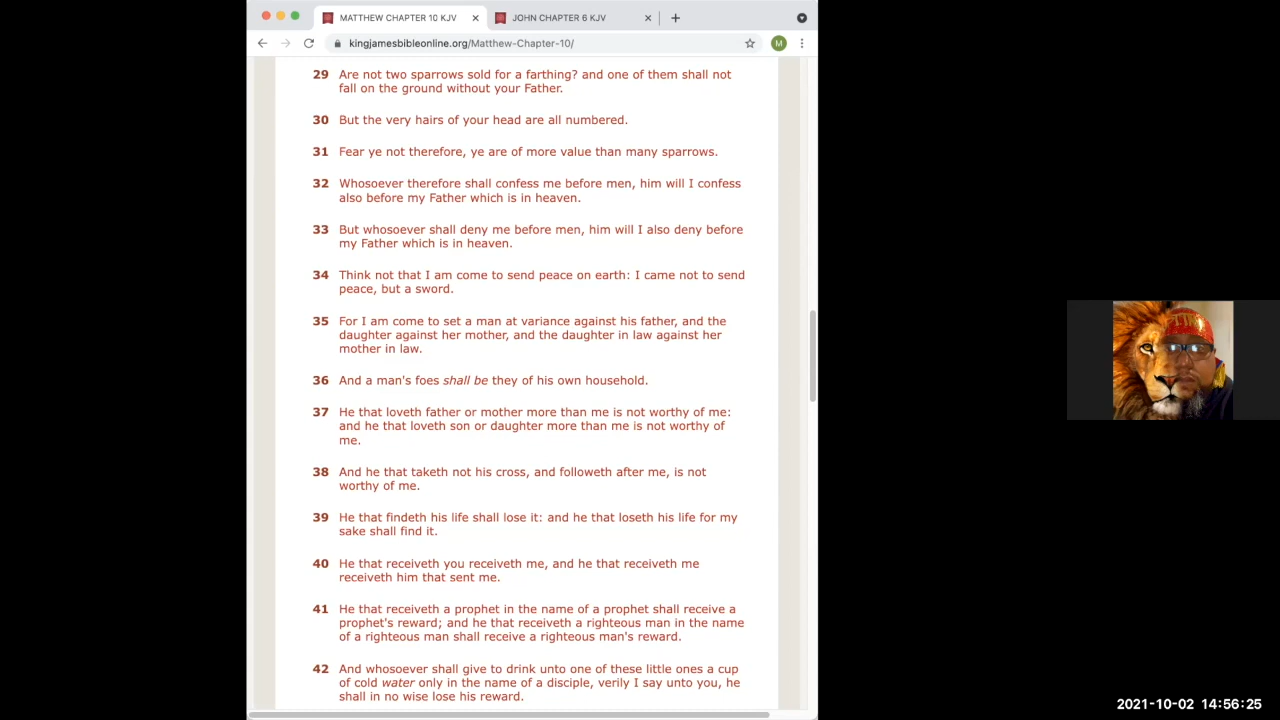 MATTHEW CHAPTER 10 KJV
JOHN CHAPTER 6 KJV
kingjamesbibleonline.org/Matthew-Chapter-10/
M
29 Are not two sparrows sold for a farthing? and one of them shall not
fall on the ground without your Father.
30 But the very hairs of your head are all numbered.
31 Fear ye not therefore, ye are of more value than many sparrows.
32 Whosoever therefore shall confess me before men, him will I confess
also before my Father which is in heaven.
33 But whosoever shall deny me before men, him will I also deny before
my Father which is in heaven.
34 Think not that I am come to send peace on earth: I came not to send
peace, but a sword.
35 For I am come to set a man at variance against his father, and the
daughter against her mother, and the daughter in law against her
mother in law.
36 And a man's foes shall be they of his own household.
37 He that loveth father or mother more than me is not worthy of me:
and he that loveth son or daughter more than me is not worthy of
me.
38 And he that taketh not his cross, and followeth after me, is not
worthy of me.
39 He that findeth his life shall lose it: and he that loseth his life for my
sake shall find it.
40 He that receiveth you receiveth me, and he that receiveth me
receiveth him that sent me.
41 He that receiveth a prophet in the name of a prophet shall receive a
prophet's reward; and he that receiveth a righteous man in the name
of a righteous man shall receive a righteous man's reward.
42 And whosoever shall give to drink unto one of these little ones a cup
of cold water only in the name of a disciple, verily I say unto you, he
shall in no wise lose his reward.
2021-10-02 14:56:25